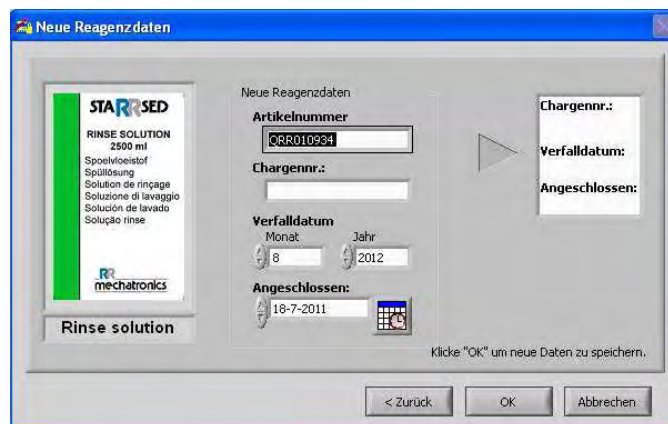 Neue Reagenzdaten
STARRSED
RINSE SOLUTION
2500 ml
Spoelvloeistof
Spüllösung
Solution de rinçage
Soluzione di lavaggio
Solución de lavado
Solução rinse
RR
mechatronics
Rinse solution
Neue Reagenzdaten
Artikelnummer
QRR010934
Chargennr.:
Verfalldatum
Monat Jahr
8 2012
Angeschlossen:
18-7-2011
Chargennr.:
Verfalldatum:
Angeschlossen:
Klicke "OK" um neue Daten zu speichern.
< Zurück OK Abbrechen